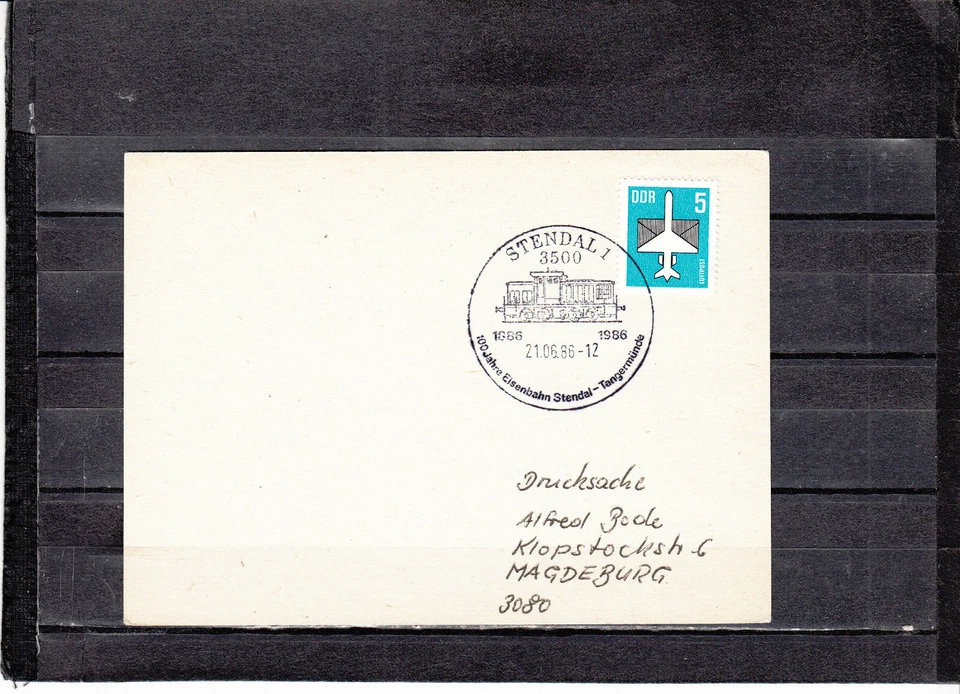 DDR 5
LUFTPOST
STENDAL 1
3500
1886 1986
21.06.86-12
100 Jahre Eisenbahn Stendal-Tangermünde
Drucksache
Alfred Bode
Klopstockstr. 6
MAGDEBURG
3080